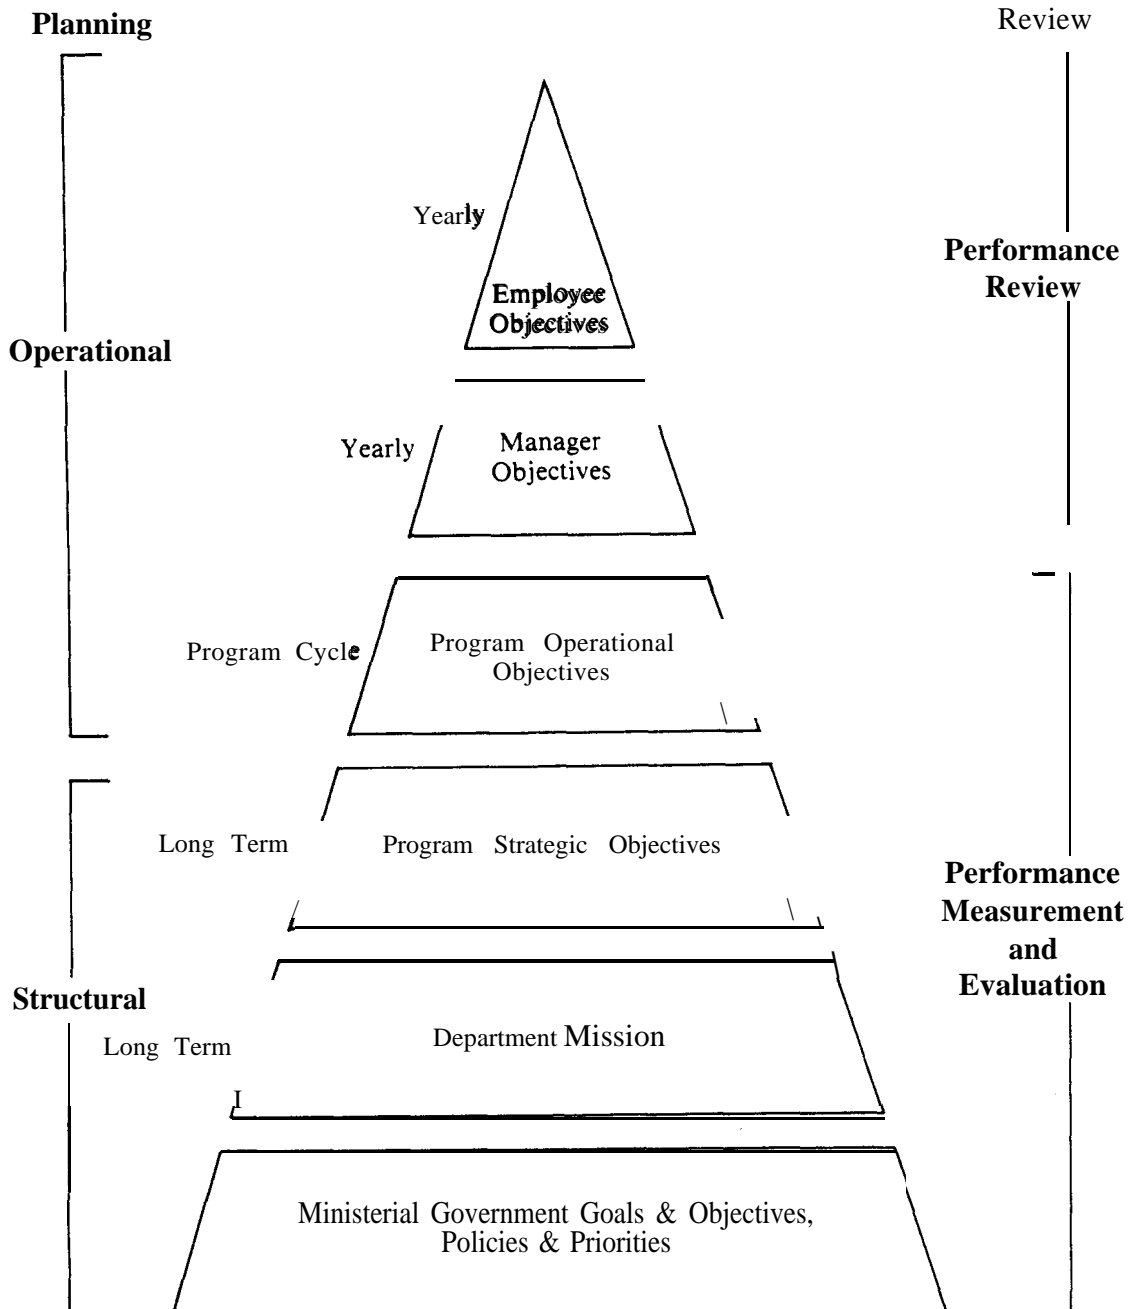 Planning
Review
Yearly
Performance
Review
Employee
Objectives
Operational
Yearly
Manager
Objectives
Program Cycle
Program Operational
Objectives
Long Term
Program Strategic Objectives
Performance
Measurement
and
Evaluation
Structural
Long Term
Department Mission
Ministerial Government Goals & Objectives,
Policies & Priorities